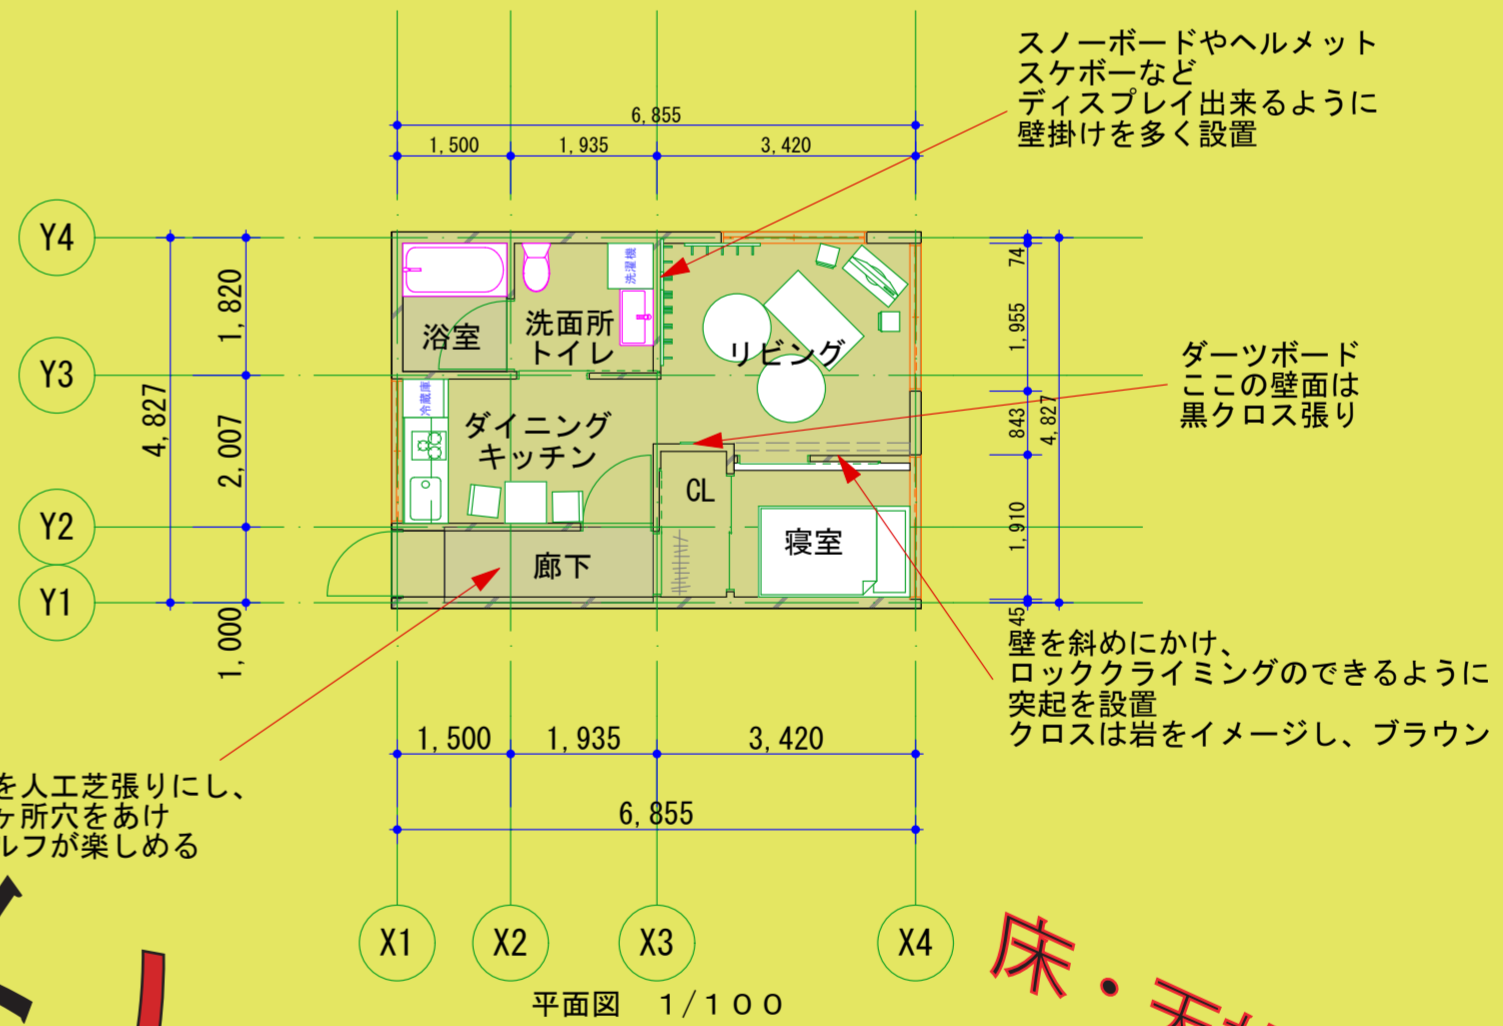 スノーボードやヘルメット
スケボーなど
ディスプレイ出来るように
壁掛けを多く設置
6,855
1,500
1,935
3,420
Y4
Y3
Y2
Y1
4,827
1,820
2,007
1,000
74
1,955
843
4,827
1,910
45
洗濯機
浴室
洗面所
トイレ
リビング
冷蔵庫
ダイニング
キッチン
CL
寝室
廊下
ダーツボード
ここの壁面は
黒クロス張り
壁を斜めにかけ、
ロッククライミングのできるように
突起を設置
クロスは岩をイメージし、ブラウン
を人工芝張りにし、
ヶ所穴をあけ
ルフが楽しめる
1,500
1,935
3,420
6,855
X1
X2
X3
X4
平面図 1/100
床・天